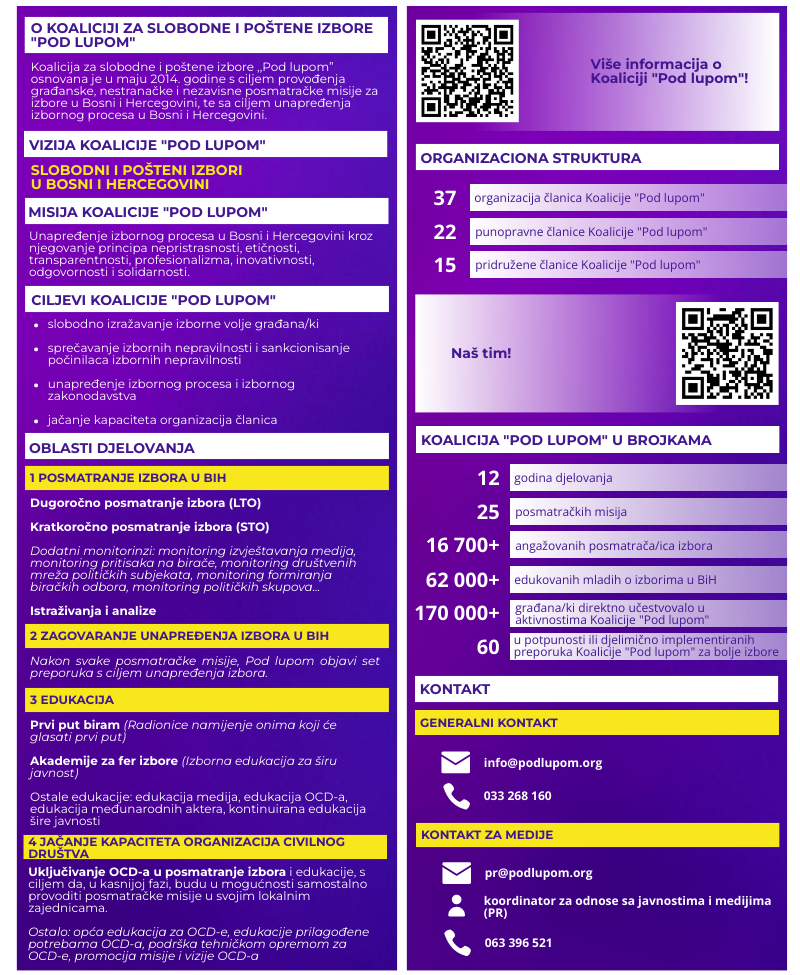 O KOALICIJI ZA SLOBODNE I POŠTENE IZBORE
"POD LUPOM"
Koalicija za slobodne i poštene izbore „Pod lupom”
osnovana je u maju 2014. godine s ciljem provođenja
građanske, nestranačke i nezavisne posmatračke misije za
izbore u Bosni i Hercegovini, te sa ciljem unapređenja
izbornog procesa u Bosni i Hercegovini.
VIZIJA KOALICIJE "POD LUPOM"
SLOBODNI I POŠTENI IZBORI
U BOSNI I HERCEGOVINI
MISIJA KOALICIJE "POD LUPOM"
Unapređenje izbornog procesa u Bosni i Hercegovini kroz
njegovanje principa nepristrasnosti, etičnosti,
transparentnosti, profesionalizma, inovativnosti,
odgovornosti i solidarnosti.
CILJEVI KOALICIJE "POD LUPOM"
• slobodno izražavanje izborne volje građana/ki
• sprečavanje izbornih nepravilnosti i sankcionisanje
počinilaca izbornih nepravilnosti
• unapređenje izbornog procesa i izbornog
zakonodavstva
• jačanje kapaciteta organizacija članica
OBLASTI DJELOVANJA
1 POSMATRANJE IZBORA U BIH
Dugoročno posmatranje izbora (LTO)
Kratkoročno posmatranje izbora (STO)
Dodatni monitorinzi: monitoring izvještavanja medija,
monitoring pritisaka na birače, monitoring društvenih
mreža političkih subjekata, monitoring formiranja
biračkih odbora, monitoring političkih skupova...
Istraživanja i analize
2 ZAGOVARANJE UNAPREĐENJA IZBORA U BIH
Nakon svake posmatračke misije, Pod lupom objavi set
preporuka s ciljem unapređenja izbora.
3 EDUKACIJA
Prvi put biram (Radionice namijenje onima koji će
glasati prvi put)
Akademije za fer izbore (Izborna edukacija za širu
javnost)
Ostale edukacije: edukacija medija, edukacija OCD-a,
edukacija međunarodnih aktera, kontinuirana edukacija
šire javnosti
4 JAČANJE KAPACITETA ORGANIZACIJA CIVILNOG
DRUŠTVA
Uključivanje OCD-a u posmatranje izbora i edukacije, s
ciljem da, u kasnijoj fazi, budu u mogućnosti samostalno
provoditi posmatračke misije u svojim lokalnim
zajednicama.
Ostalo: opća edukacija za OCD-e, edukacije prilagođene
potrebama OCD-a, podrška tehničkom opremom za
OCD-e, promocija misije i vizije OCD-a
Više informacija o
Koaliciji "Pod lupom"!
ORGANIZACIONA STRUKTURA
37 organizacija članica Koalicije "Pod lupom"
22 punopravne članice Koalicije "Pod lupom"
15 pridružene članice Koalicije "Pod lupom"
Naš tim!
KOALICIJA "POD LUPOM" U BROJKAMA
12 godina djelovanja
25 posmatračkih misija
16 700+ angažovanih posmatrača/ica izbora
62 000+ edukovanih mladih o izborima u BiH
170 000+ građana/ki direktno učestvovalo u
aktivnostima Koalicije "Pod lupom"
60 u potpunosti ili djelimično implementiranih
preporuka Koalicije "Pod lupom" za bolje izbore
KONTAKT
GENERALNI KONTAKT
info@podlupom.org
033 268 160
KONTAKT ZA MEDIJE
pr@podlupom.org
koordinator za odnose sa javnostima i medijima
(PR)
063 396 521